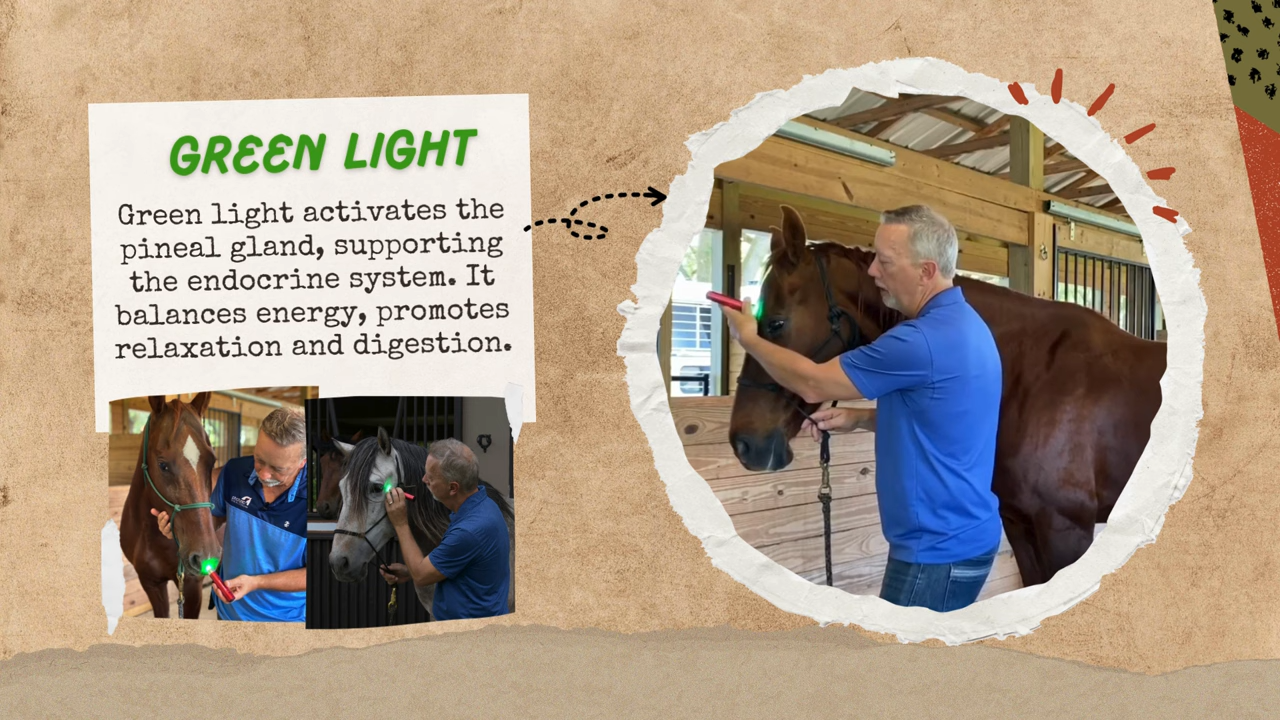 GREEN LIGHT
Green light activates the
pineal gland, supporting
the endocrine system. It
balances energy, promotes
relaxation and digestion.